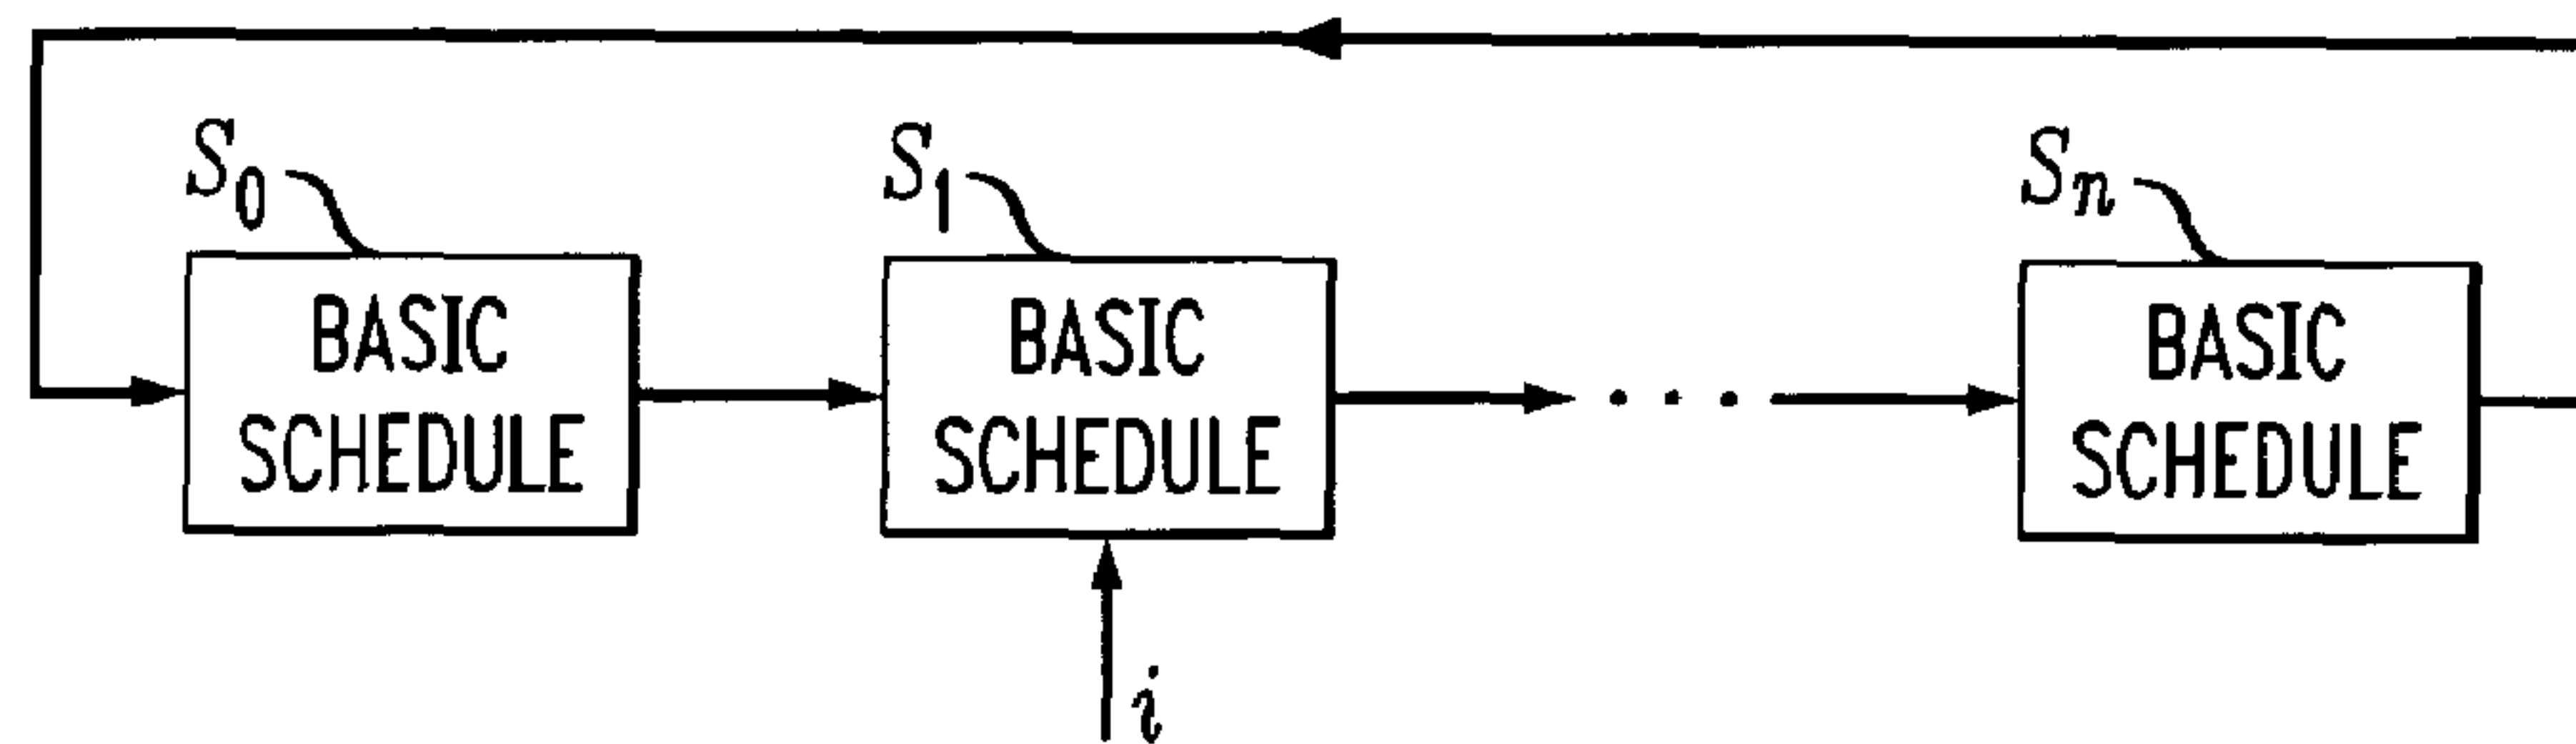 S0
S1
Sn
BASIC
SCHEDULE
BASIC
SCHEDULE
. . .
BASIC
SCHEDULE
i